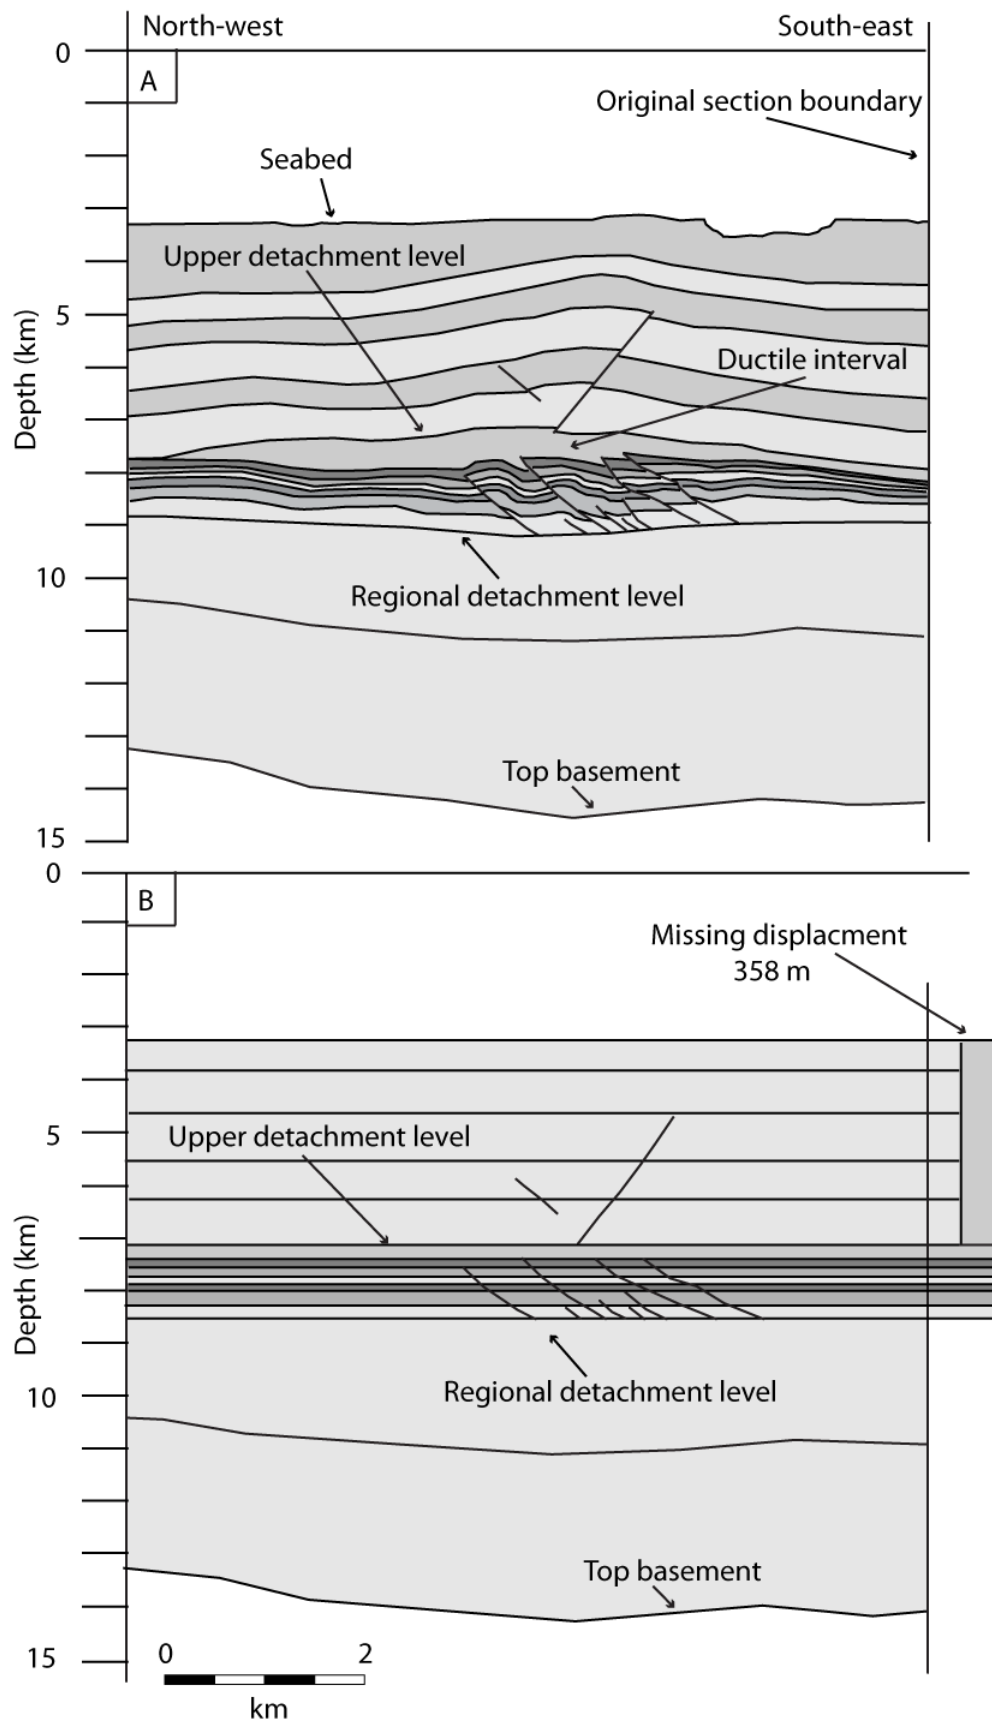 North-west
South-east
0
A
Original section boundary
Seabed
Upper detachment level
5
Ductile interval
Depth (km)
10
Regional detachment level
Top basement
15
0
B
Missing displacment
358 m
5
Upper detachment level
Depth (km)
10
Regional detachment level
Top basement
15
0
2
km